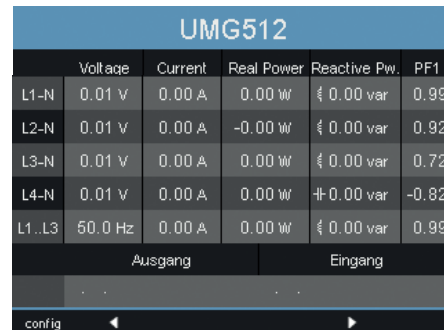 UMG512
Voltage Current Real Power Reactive Pw. PF1
L1-N 0.01 V 0.00 A 0.00 W 0.00 var 0.99
L2-N 0.01 V 0.00 A -0.00 W 0.00 var 0.92
L3-N 0.01 V 0.00 A 0.00 W 0.00 var 0.72
L4-N 0.01 V 0.00 A 0.00 W 0.00 var -0.82
L1..L3 50.0 Hz 0.00 A 0.00 W 0.00 var 0.99
Ausgang Eingang
config